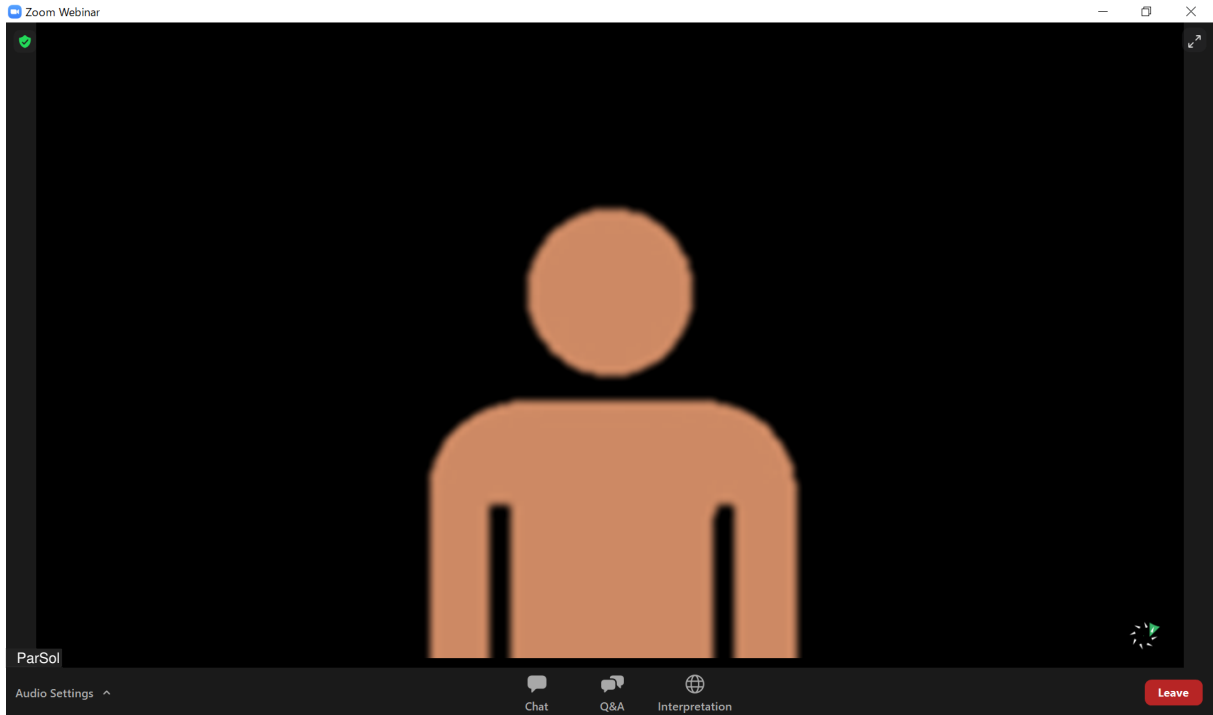 Zoom Webinar
ParSol
Audio Settings
Chat
Q&A
Interpretation
Leave